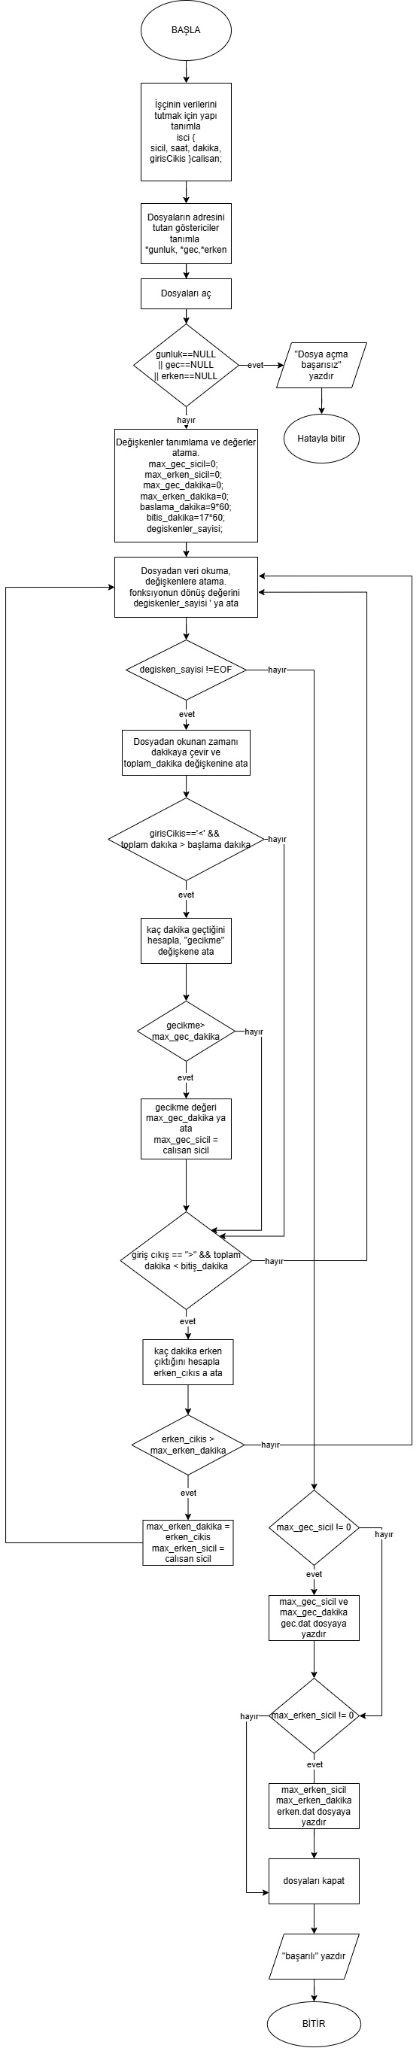 BAŞLA
İşçinin verilerini
tutmak için yapı
tanımla
isci {
sicil, saat, dakika,
girisCikis }calisan;
Dosyaların adresini
tutan göstericiler
tanımla
*gunluk, *gec,*erken
Dosyaları aç
gunluk==NULL
|| gec==NULL
|| erken==NULL
evet
"Dosya açma
başarısız"
yazdır
Hatayla bitir
hayır
Değişkenler tanımlama ve değerler
atama.
max_gec_sicil=0;
max_erken_sicil=0;
max_gec_dakika=0;
max_erken_dakika=0;
baslama_dakika=9*60;
bitis_dakika=17*60;
degiskenler_sayisi;
Dosyadan veri okuma,
değişkenlere atama.
fonksıyonun dönüş değerini
degiskenler_sayisi ' ya ata
degisken_sayisi !=EOF
hayır
evet
Dosyadan okunan zamanı
dakikaya çevir ve
toplam_dakika değişkenine ata
girisCikis=='<' &&
toplam dakıka > başlama dakıka
hayır
evet
kaç dakika geçtiğini
hesapla, "gecikme"
değişkene ata
gecikme>
max_gec_dakika
hayır
evet
gecikme değeri
max_gec_dakika ya
ata
max_gec_sicil =
calısan sicil
giriş cıkış == ">" && toplam
dakika < bitiş_dakika
hayır
evet
kaç dakika erken
çıktığını hesapla
erken_cıkıs a ata
erken_cikis >
max_erken_dakika
hayır
evet
max_erken_dakika =
erken_cikis
max_erken_sicil =
calısan sicil
max_gec_sicil != 0
hayır
evet
max_gec_sicil ve
max_gec_dakika
gec.dat dosyaya
yazdır
max_erken_sicil != 0
hayır
evet
max_erken_sicil
max_erken_dakika
erken.dat dosyaya
yazdır
dosyaları kapat
"başarılı" yazdır
BİTİR